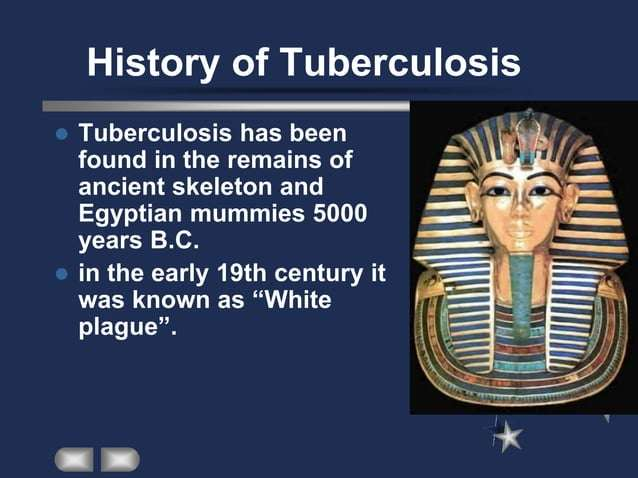 History of Tuberculosis
Tuberculosis has been
found in the remains of
ancient skeleton and
Egyptian mummies 5000
years B.C.
in the early 19th century it
was known as “White
plague”.